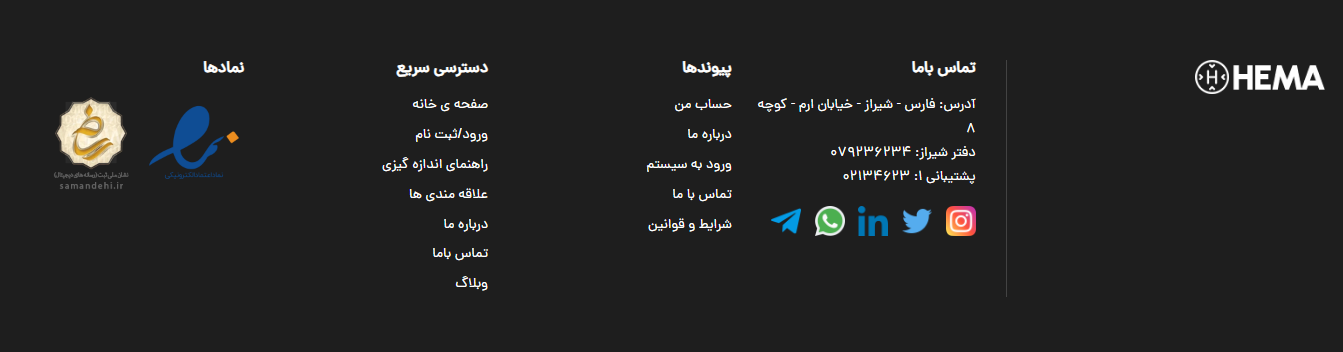 HEMA
تماس باما
آدرس: فارس - شیراز - خیابان ارم - کوچه
۸
دفتر شیراز: ۰۷۹۲۳۶۲۳۴
پشتیبانی ۱: ۰۲۱۳۴۶۲۳
پیوندها
حساب من
درباره ما
ورود به سیستم
تماس با ما
شرایط و قوانین
دسترسی سریع
صفحه ی خانه
ورود/ثبت نام
راهنمای اندازه گیزی
علاقه مندی ها
درباره ما
تماس باما
وبلاگ
نمادها
نماد اعتماد الکترونیکی
نشان ملی ثبت (رسانه های دیجیتال)
samandehi.ir